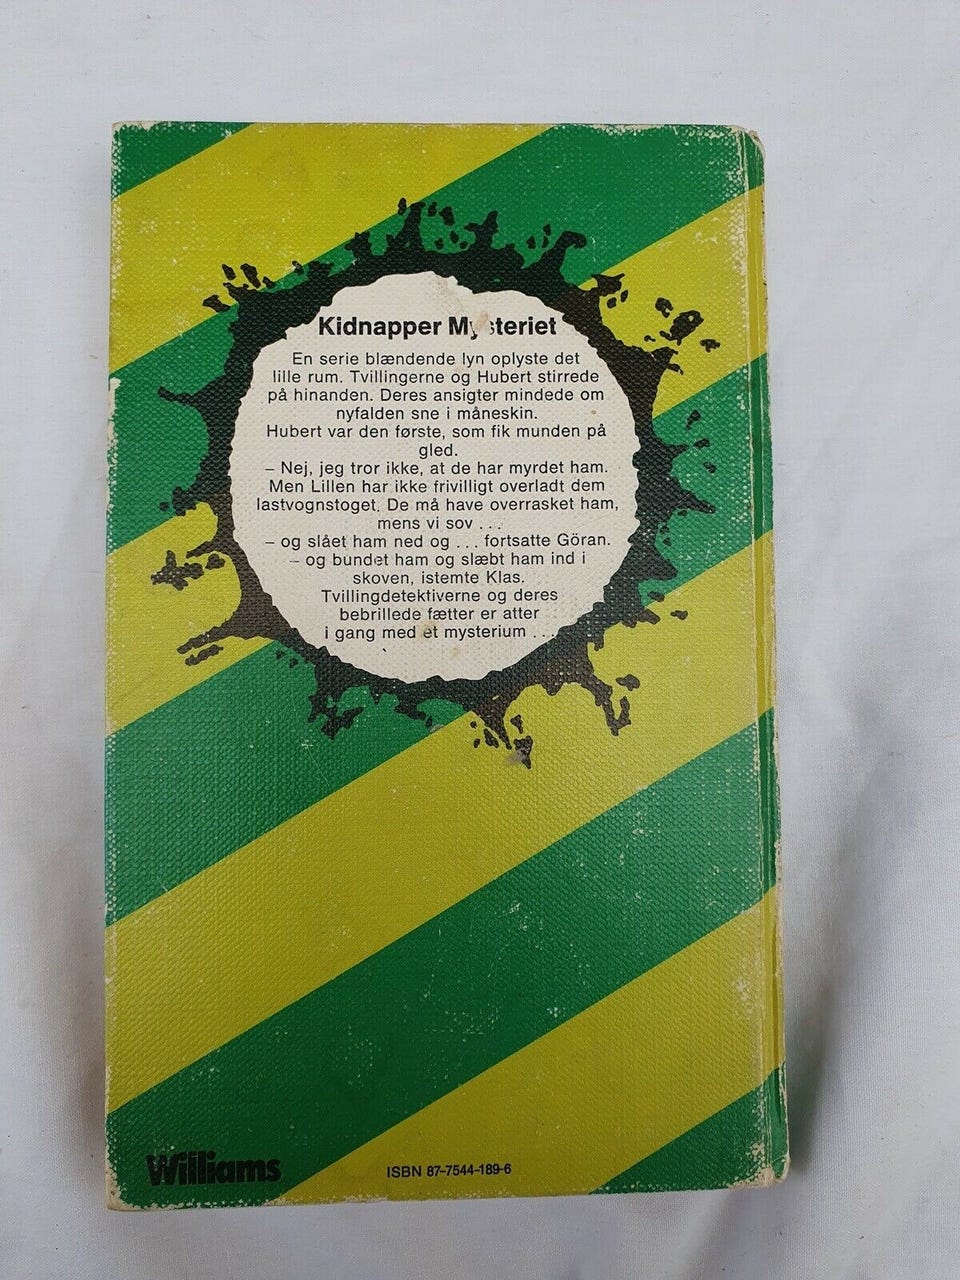 Kidnapper Mysteriet
En serie blændende lyn oplyste det
lille rum. Tvillingerne og Hubert stirrede
på hinanden. Deres ansigter mindede om
nyfalden sne i måneskin.
Hubert var den første, som fik munden på
gled.
– Nej, jeg tror ikke, at de har myrdet ham.
Men Lillen har ikke frivilligt overladt dem
lastvognstoget. De må have overrasket ham,
mens vi sov . . .
– og slået ham ned og . . . fortsatte Göran.
– og bundet ham og slæbt ham ind i
skoven, istemte Klas.
Tvillingdetektiverne og deres
bebrillede fætter er atter
i gang med et mysterium . . .
Williams
ISBN 87-7544-189-6